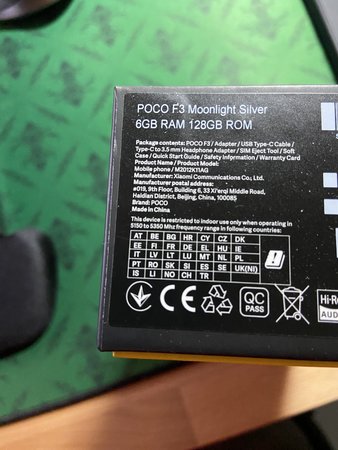 POCO F3 Moonlight Silver
6GB RAM 128GB ROM
Package contents: POCO F3 / Adapter / USB Type-C Cable /
Type-C to 3.5 mm Headphone Adapter / SIM Eject Tool / Soft
Case / Quick Start Guide / Safety Information / Warranty Card
Product Name / Product Model:
Mobile phone / M2012K11AG
Manufacturer: Xiaomi Communications Co., Ltd.
#019, 9th Floor, Building 6, 33 Xi'erqi Middle Road,
Haidian District, Beijing, China, 100085
Brand: POCO
Made in China
This device is restricted to indoor use only when operating in
5150 to 5350 Mhz frequency range in following countries:
AT BE BG HR CY CZ DK
EE FI FR DE EL HU IE
IT LV LT LU MT NL PL
PT RO SK SI ES SE UK(NI)
IS LI NO CH TR
CE
QC
PASS
Hi-Re
AUD